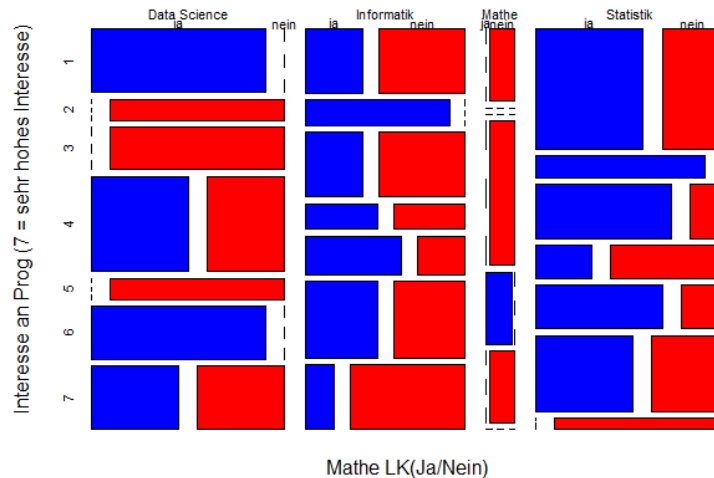 Data Science Informatik Mathe Statistik
ja nein ja nein ja nein ja nein
1
2
3
4
5
6
7
Interesse an Prog (7 = sehr hohes Interesse)
Mathe LK(Ja/Nein)